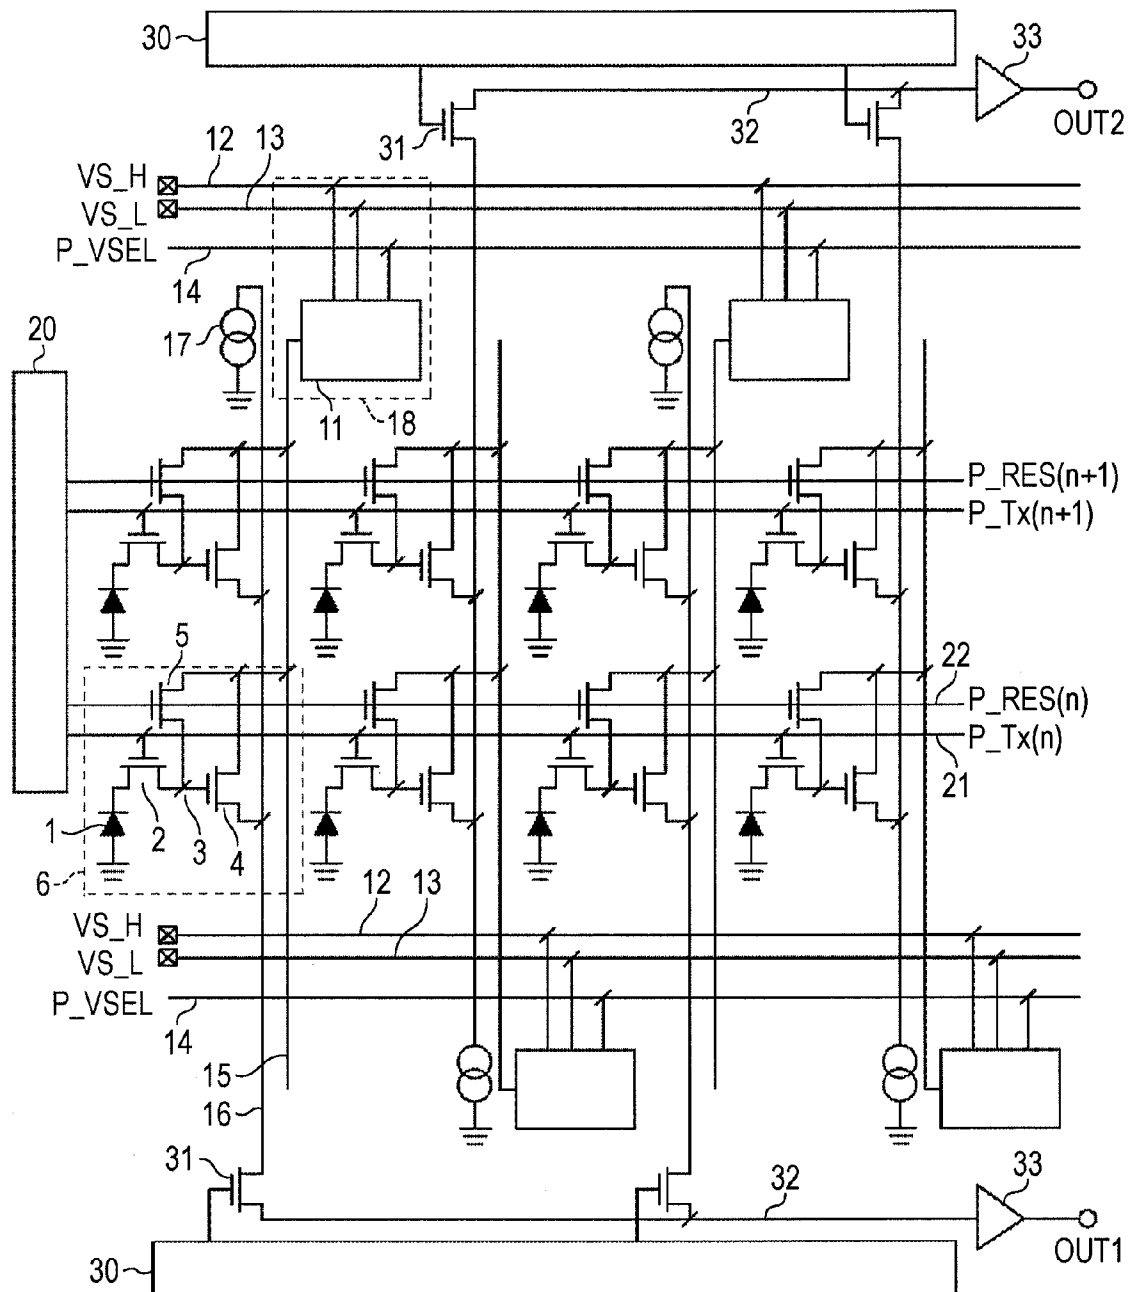 30
33
31
32
OUT2
12
13
VS_H
VS_L
P_VSEL
14
17
11
18
20
P_RES(n+1)
P_Tx(n+1)
5
22
P_RES(n)
P_Tx(n)
21
1
2
3
4
6
12
13
VS_H
VS_L
P_VSEL
14
15
16
31
32
33
OUT1
30